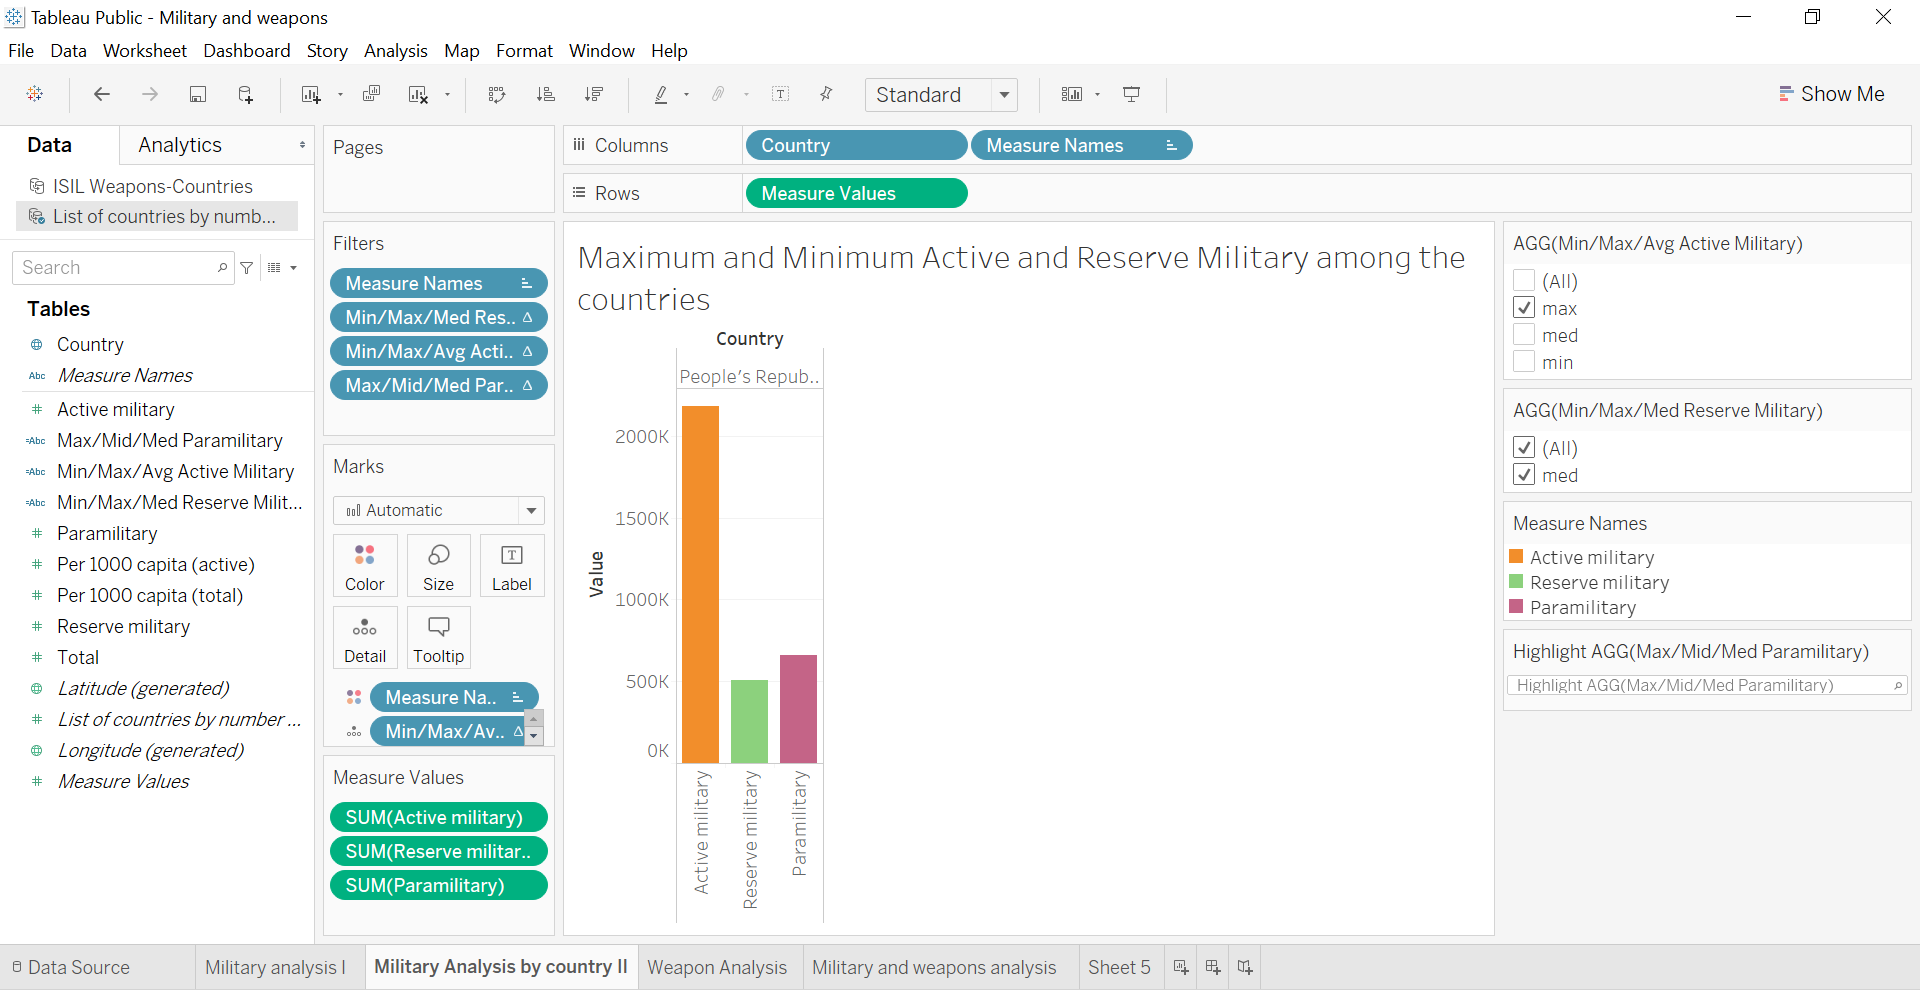 Tableau Public - Military and weapons
File Data Worksheet Dashboard Story Analysis Map Format Window Help
Standard
Show Me
Data
Analytics
ISIL Weapons-Countries
List of countries by numb...
Search
Tables
Country
Abc Measure Names
Active military
=Abc Max/Mid/Med Paramilitary
=Abc Min/Max/Avg Active Military
=Abc Min/Max/Med Reserve Milit...
Paramilitary
Per 1000 capita (active)
Per 1000 capita (total)
Reserve military
Total
Latitude (generated)
List of countries by number ...
Longitude (generated)
Measure Values
Pages
Filters
Measure Names
Min/Max/Med Res..
Min/Max/Avg Acti..
Max/Mid/Med Par..
Marks
Automatic
Color
Size
Label
Detail
Tooltip
Measure Na..
Min/Max/Av..
Measure Values
SUM(Active military)
SUM(Reserve militar..
SUM(Paramilitary)
Columns
Country
Measure Names
Rows
Measure Values
Maximum and Minimum Active and Reserve Military among the
countries
Country
People's Repub..
2000K
1500K
1000K
500K
0K
Value
Active military
Reserve military
Paramilitary
AGG(Min/Max/Avg Active Military)
(All)
max
med
min
AGG(Min/Max/Med Reserve Military)
(All)
med
Measure Names
Active military
Reserve military
Paramilitary
Highlight AGG(Max/Mid/Med Paramilitary)
Highlight AGG(Max/Mid/Med Paramilitary)
Data Source
Military analysis I
Military Analysis by country II
Weapon Analysis
Military and weapons analysis
Sheet 5